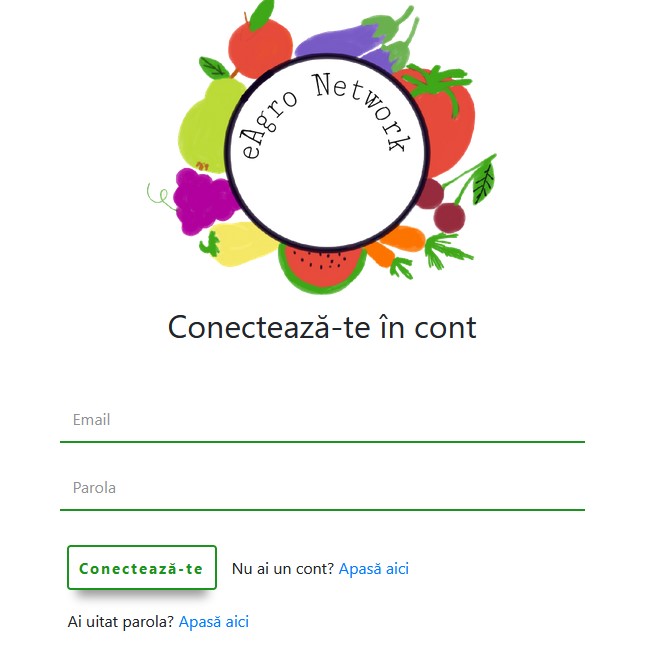 eAgro Network
Conectează-te în cont
Email
Parola
Conectează-te Nu ai un cont? Apasă aici
Ai uitat parola? Apasă aici